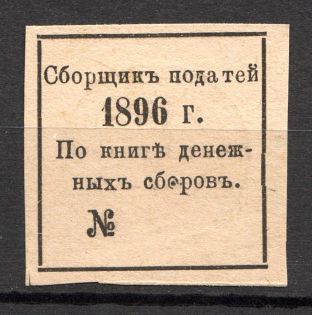 Сборщикъ податей
1896 г.
По книгѣ денеж-
ныхъ сборовъ.
№